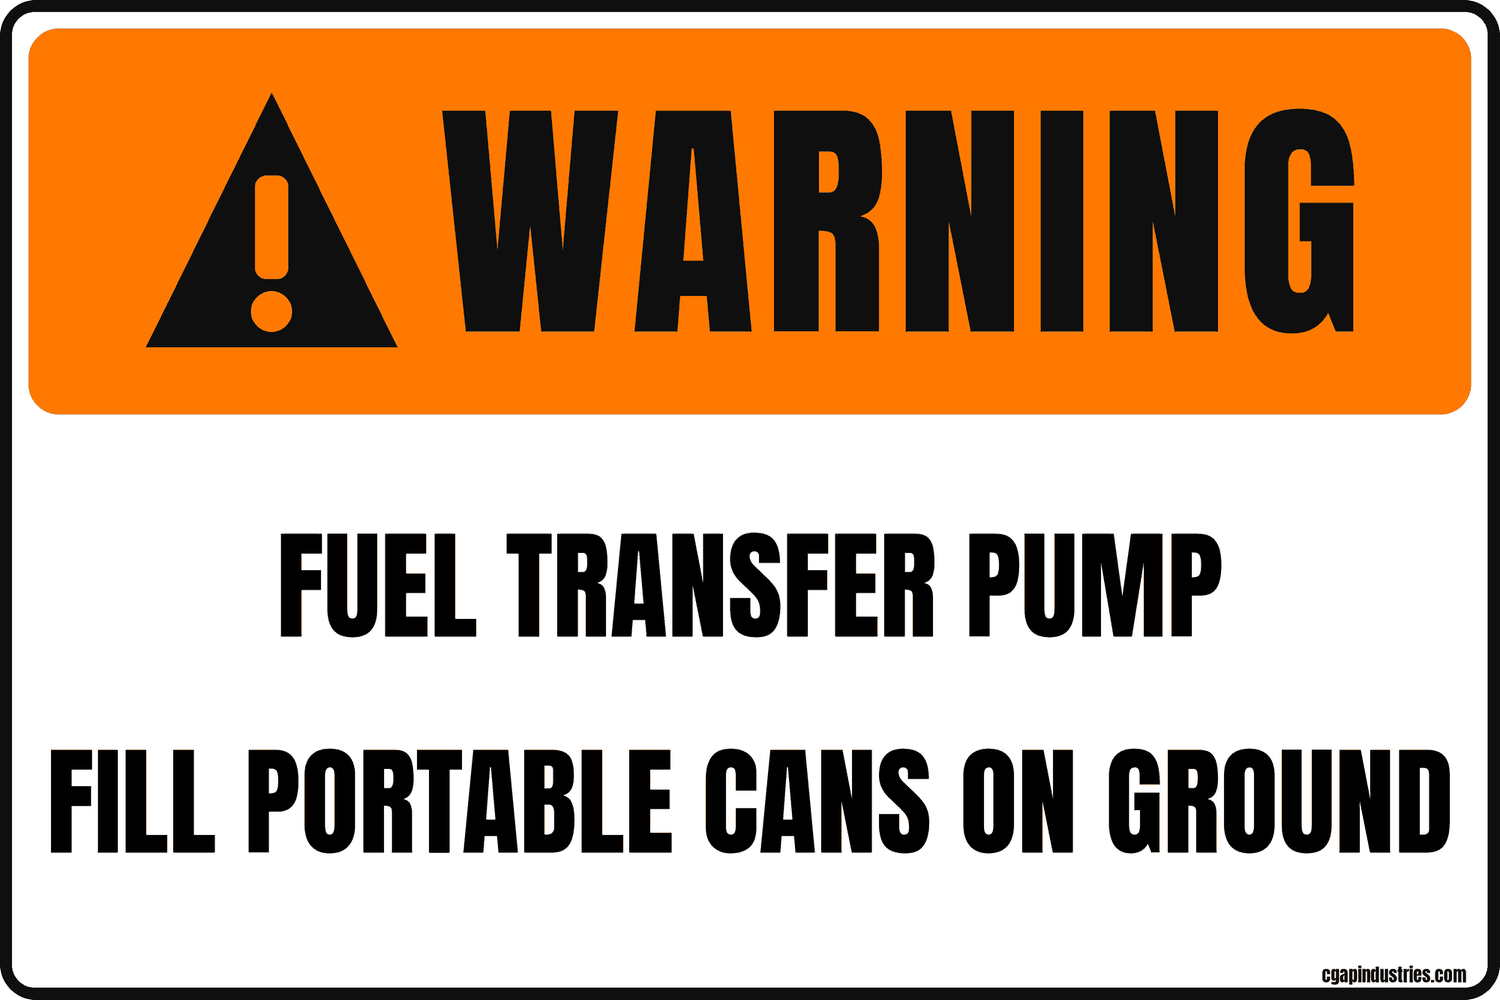 WARNING
FUEL TRANSFER PUMP
FILL PORTABLE CANS ON GROUND
cgapindustries.com